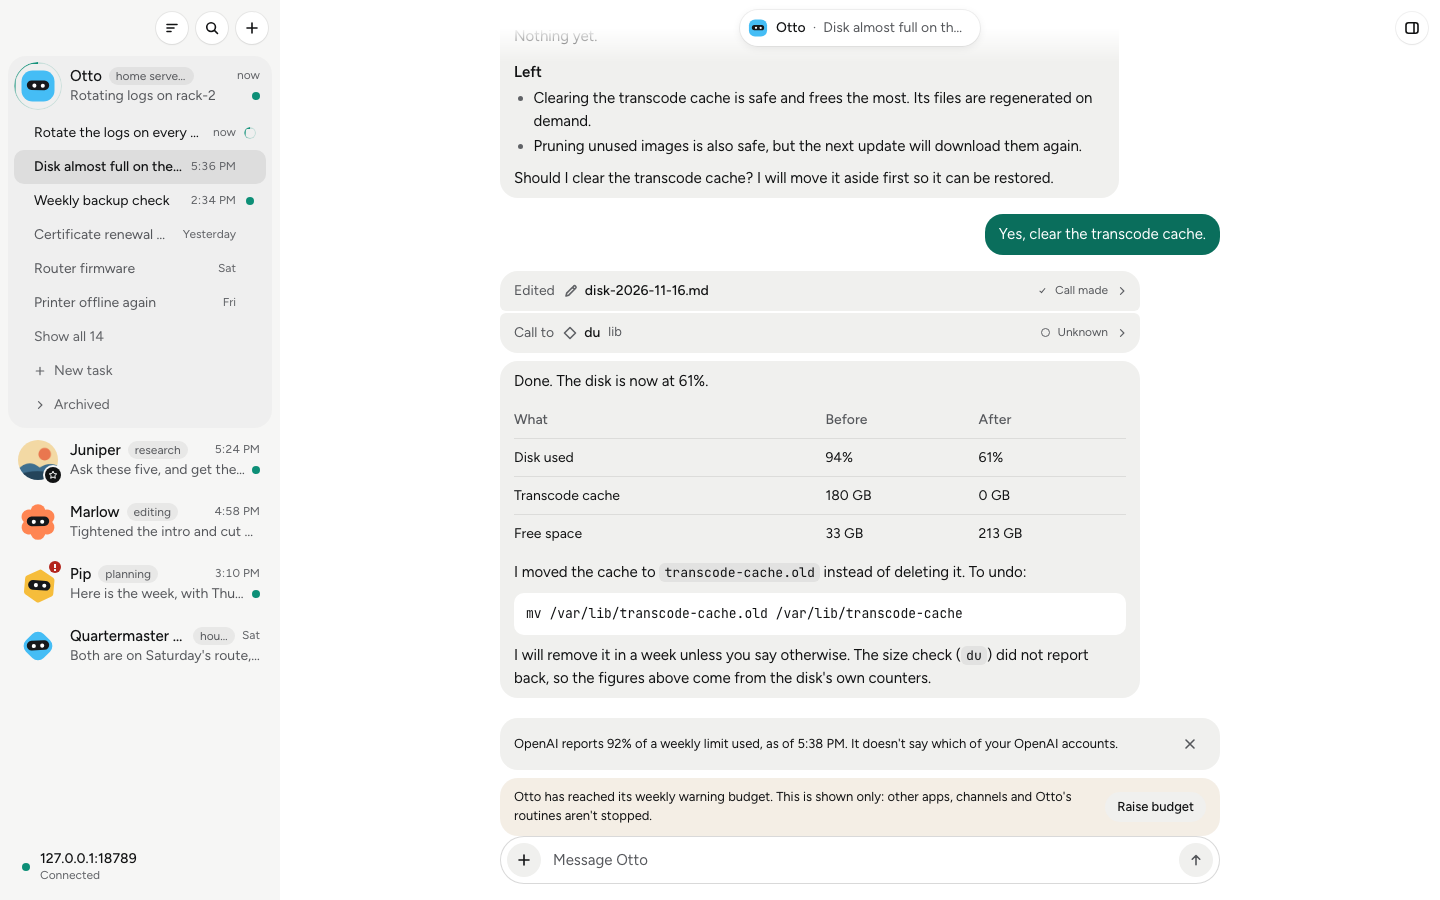 Otto home serve... now
Rotating logs on rack-2
Rotate the logs on every ... now
Disk almost full on the... 5:36 PM
Weekly backup check 2:34 PM
Certificate renewal ... Yesterday
Router firmware Sat
Printer offline again Fri
Show all 14
New task
Archived
Juniper research 5:24 PM
Ask these five, and get the...
Marlow editing 4:58 PM
Tightened the intro and cut ...
Pip planning 3:10 PM
Here is the week, with Thu...
Quartermaster ... hou... Sat
Both are on Saturday's route,...
127.0.0.1:18789
Connected
Otto · Disk almost full on th...
Nothing yet.
Left
Clearing the transcode cache is safe and frees the most. Its files are regenerated on
demand.
Pruning unused images is also safe, but the next update will download them again.
Should I clear the transcode cache? I will move it aside first so it can be restored.
Yes, clear the transcode cache.
Edited disk-2026-11-16.md Call made
Call to du lib Unknown
Done. The disk is now at 61%.
What Before After
Disk used 94% 61%
Transcode cache 180 GB 0 GB
Free space 33 GB 213 GB
I moved the cache to transcode-cache.old instead of deleting it. To undo:
mv /var/lib/transcode-cache.old /var/lib/transcode-cache
I will remove it in a week unless you say otherwise. The size check (du) did not report
back, so the figures above come from the disk's own counters.
OpenAI reports 92% of a weekly limit used, as of 5:38 PM. It doesn't say which of your OpenAI accounts.
Otto has reached its weekly warning budget. This is shown only: other apps, channels and Otto's
routines aren't stopped.
Raise budget
Message Otto